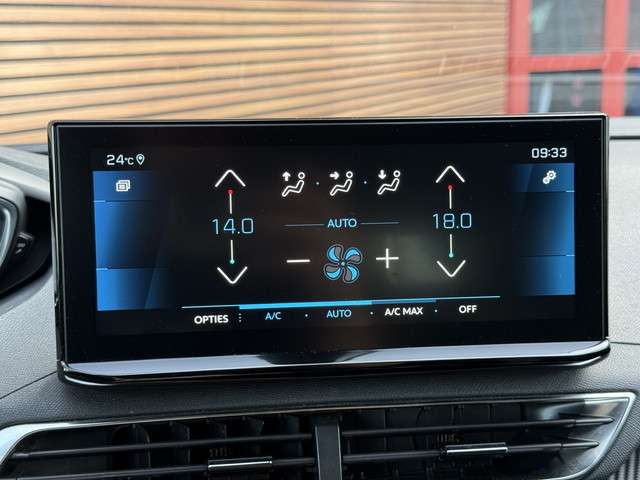 24°C 09:33
14.0 AUTO 18.0
OPTIES A/C AUTO A/C MAX OFF